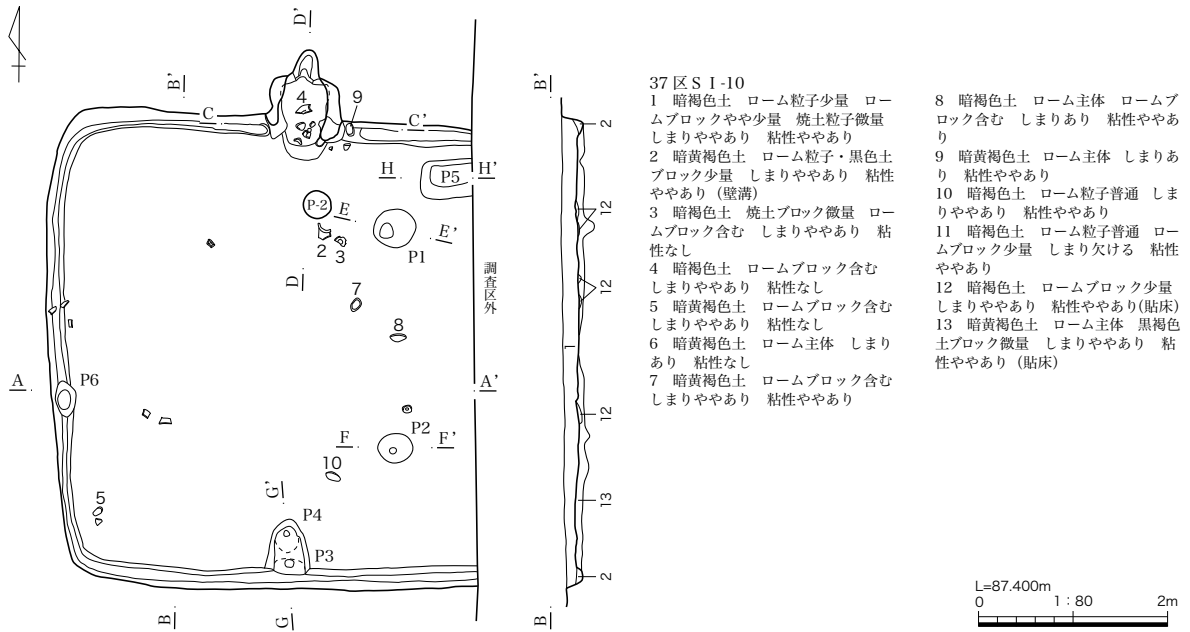 D’
B’
C
4
9
C’
H
P5
H’
P-2
E
E’
P1
2
3
D
7
8
調査区外
A
P6
A’
P2
F
F’
10
5
G’
P4
P3
B
G
B’
2
12
12
1
12
13
2
B
37 区ＳＩ-10
1　暗褐色土　ローム粒子少量　ロー
ムブロックやや少量　焼土粒子微量
しまりややあり　粘性ややあり
2　暗黄褐色土　ローム粒子・黒色土
ブロック少量　しまりややあり　粘性
ややあり（壁溝）
3　暗褐色土　焼土ブロック微量　ロー
ムブロック含む　しまりややあり　粘
性なし
4　暗褐色土　ロームブロック含む
しまりややあり　粘性なし
5　暗黄褐色土　ロームブロック含む
しまりややあり　粘性なし
6　暗黄褐色土　ローム主体　しまり
あり　粘性なし
7　暗黄褐色土　ロームブロック含む
しまりややあり　粘性ややあり
8　暗褐色土　ローム主体　ロームブ
ロック含む　しまりあり　粘性ややあ
り
9　暗黄褐色土　ローム主体　しまりあ
り　粘性ややあり
10　暗褐色土　ローム粒子普通　しま
りややあり　粘性ややあり
11　暗褐色土　ローム粒子普通　ロー
ムブロック少量　しまり欠ける　粘性
ややあり
12　暗褐色土　ロームブロック少量
しまりややあり　粘性ややあり(貼床)
13　暗黄褐色土　ローム主体　黒褐色
土ブロック微量　しまりややあり　粘
性ややあり（貼床）
L=87.400m
0　1：80　2m